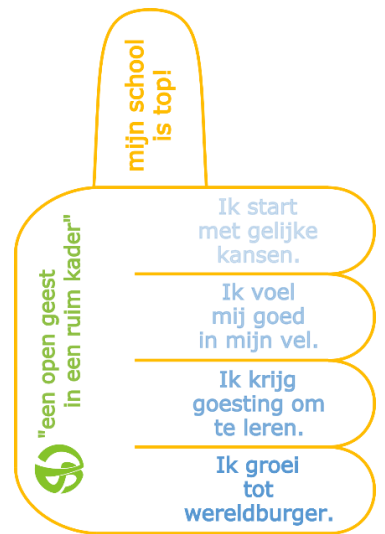 mijn school
is top!
"een open geest
in een ruim kader"
Ik start
met gelijke
kansen.
Ik voel
mij goed
in mijn vel.
Ik krijg
goesting om
te leren.
Ik groei
tot
wereldburger.